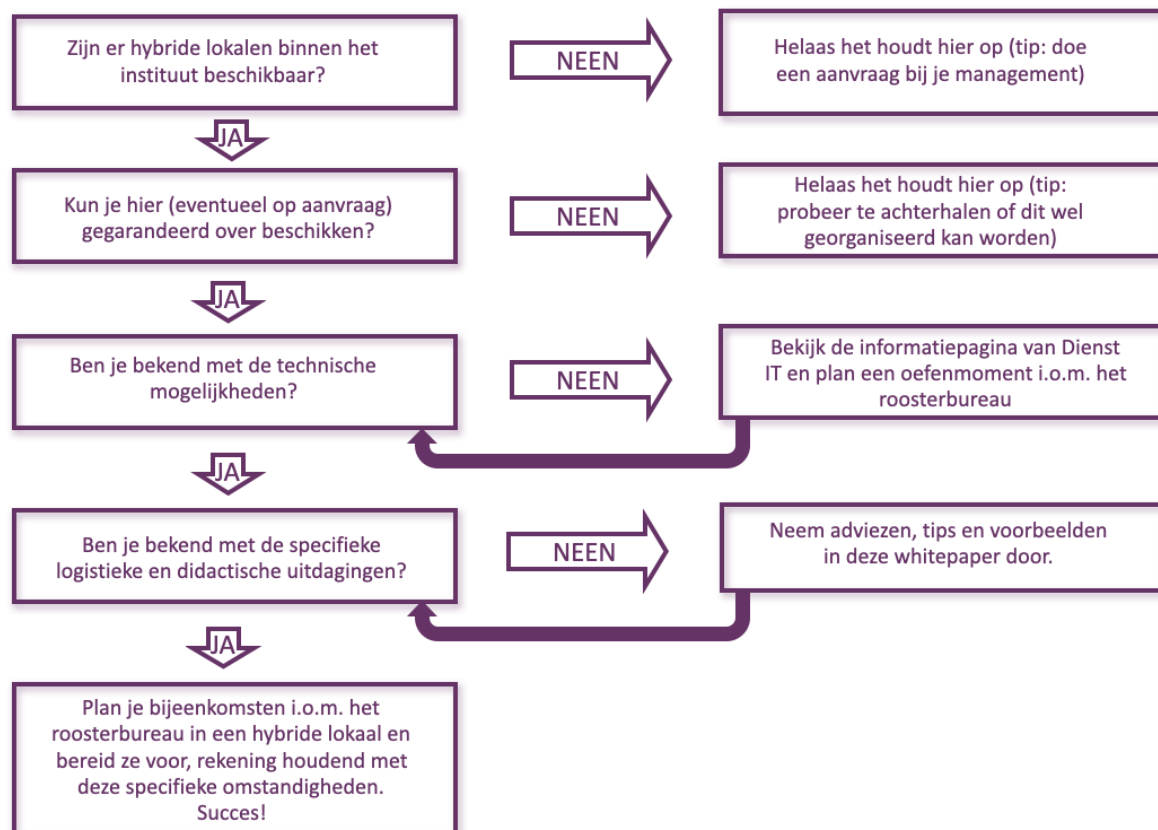 Zijn er hybride lokalen binnen het
instituut beschikbaar?
NEEN
Helaas het houdt hier op (tip: doe
een aanvraag bij je management)
JA
Kun je hier (eventueel op aanvraag)
gegarandeerd over beschikken?
NEEN
Helaas het houdt hier op (tip:
probeer te achterhalen of dit wel
georganiseerd kan worden)
JA
Ben je bekend met de technische
mogelijkheden?
NEEN
Bekijk de informatiepagina van Dienst
IT en plan een oefenmoment i.o.m. het
roosterbureau
JA
Ben je bekend met de specifieke
logistieke en didactische uitdagingen?
NEEN
Neem adviezen, tips en voorbeelden
in deze whitepaper door.
JA
Plan je bijeenkomsten i.o.m. het
roosterbureau in een hybride lokaal en
bereid ze voor, rekening houdend met
deze specifieke omstandigheden.
Succes!